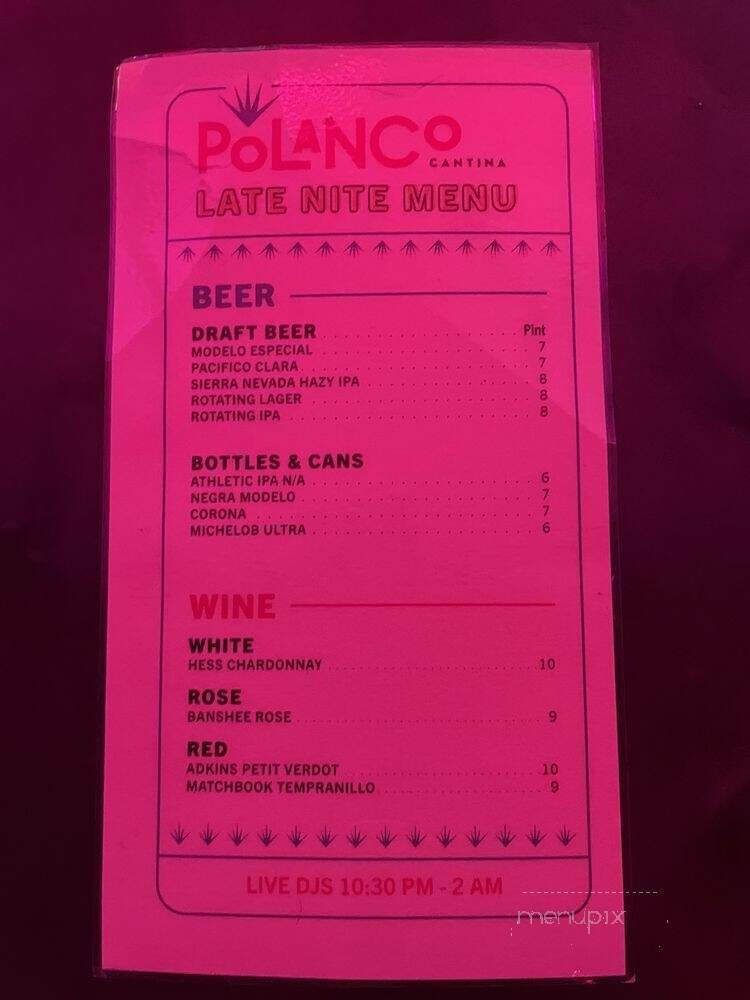 POLANCO
CANTINA
LATE NITE MENU
BEER
DRAFT BEER Pint
MODELO ESPECIAL 7
PACIFICO CLARA 7
SIERRA NEVADA HAZY IPA 8
ROTATING LAGER 8
ROTATING IPA 8
BOTTLES & CANS
ATHLETIC IPA N/A 6
NEGRA MODELO 7
CORONA 7
MICHELOB ULTRA 6
WINE
WHITE
HESS CHARDONNAY 10
ROSE
BANSHEE ROSE 9
RED
ADKINS PETIT VERDOT 10
MATCHBOOK TEMPRANILLO 9
LIVE DJS 10:30 PM - 2 AM
menupix